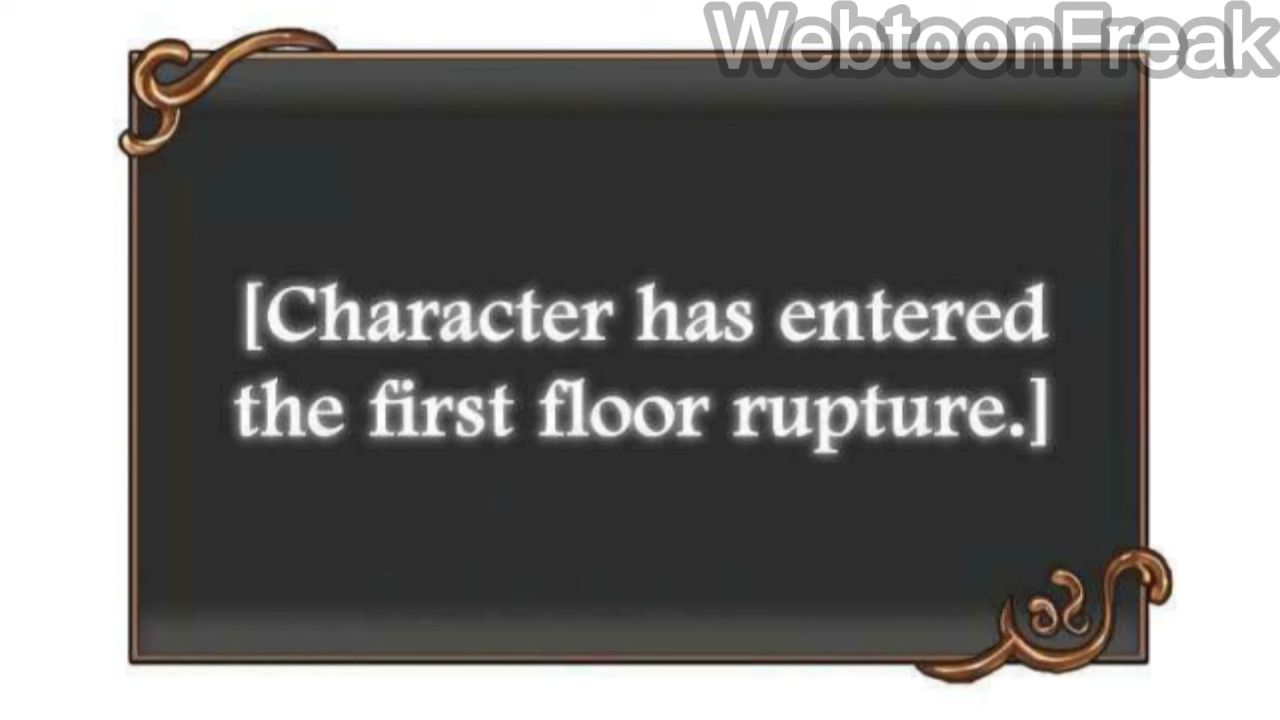 WebtoonFreak
[Character has entered
the first floor rupture.]